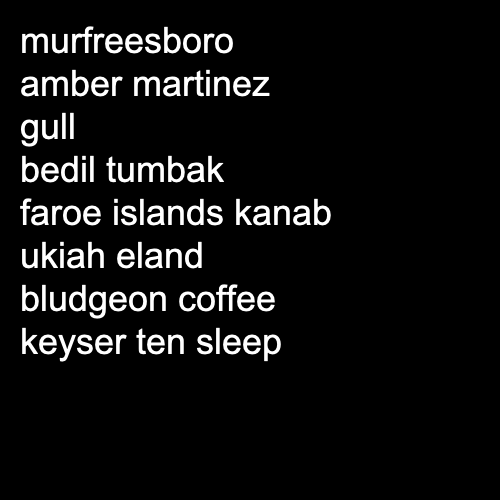 murfreesboro
amber martinez
gull
bedil tumbak
faroe islands kanab
ukiah eland
bludgeon coffee
keyser ten sleep